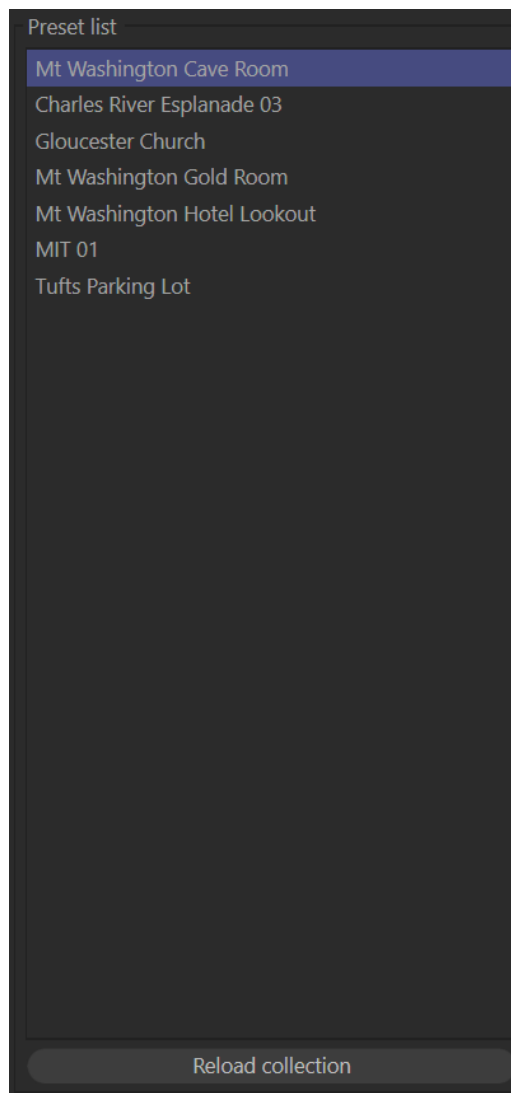 Preset list
Mt Washington Cave Room
Charles River Esplanade 03
Gloucester Church
Mt Washington Gold Room
Mt Washington Hotel Lookout
MIT 01
Tufts Parking Lot
Reload collection